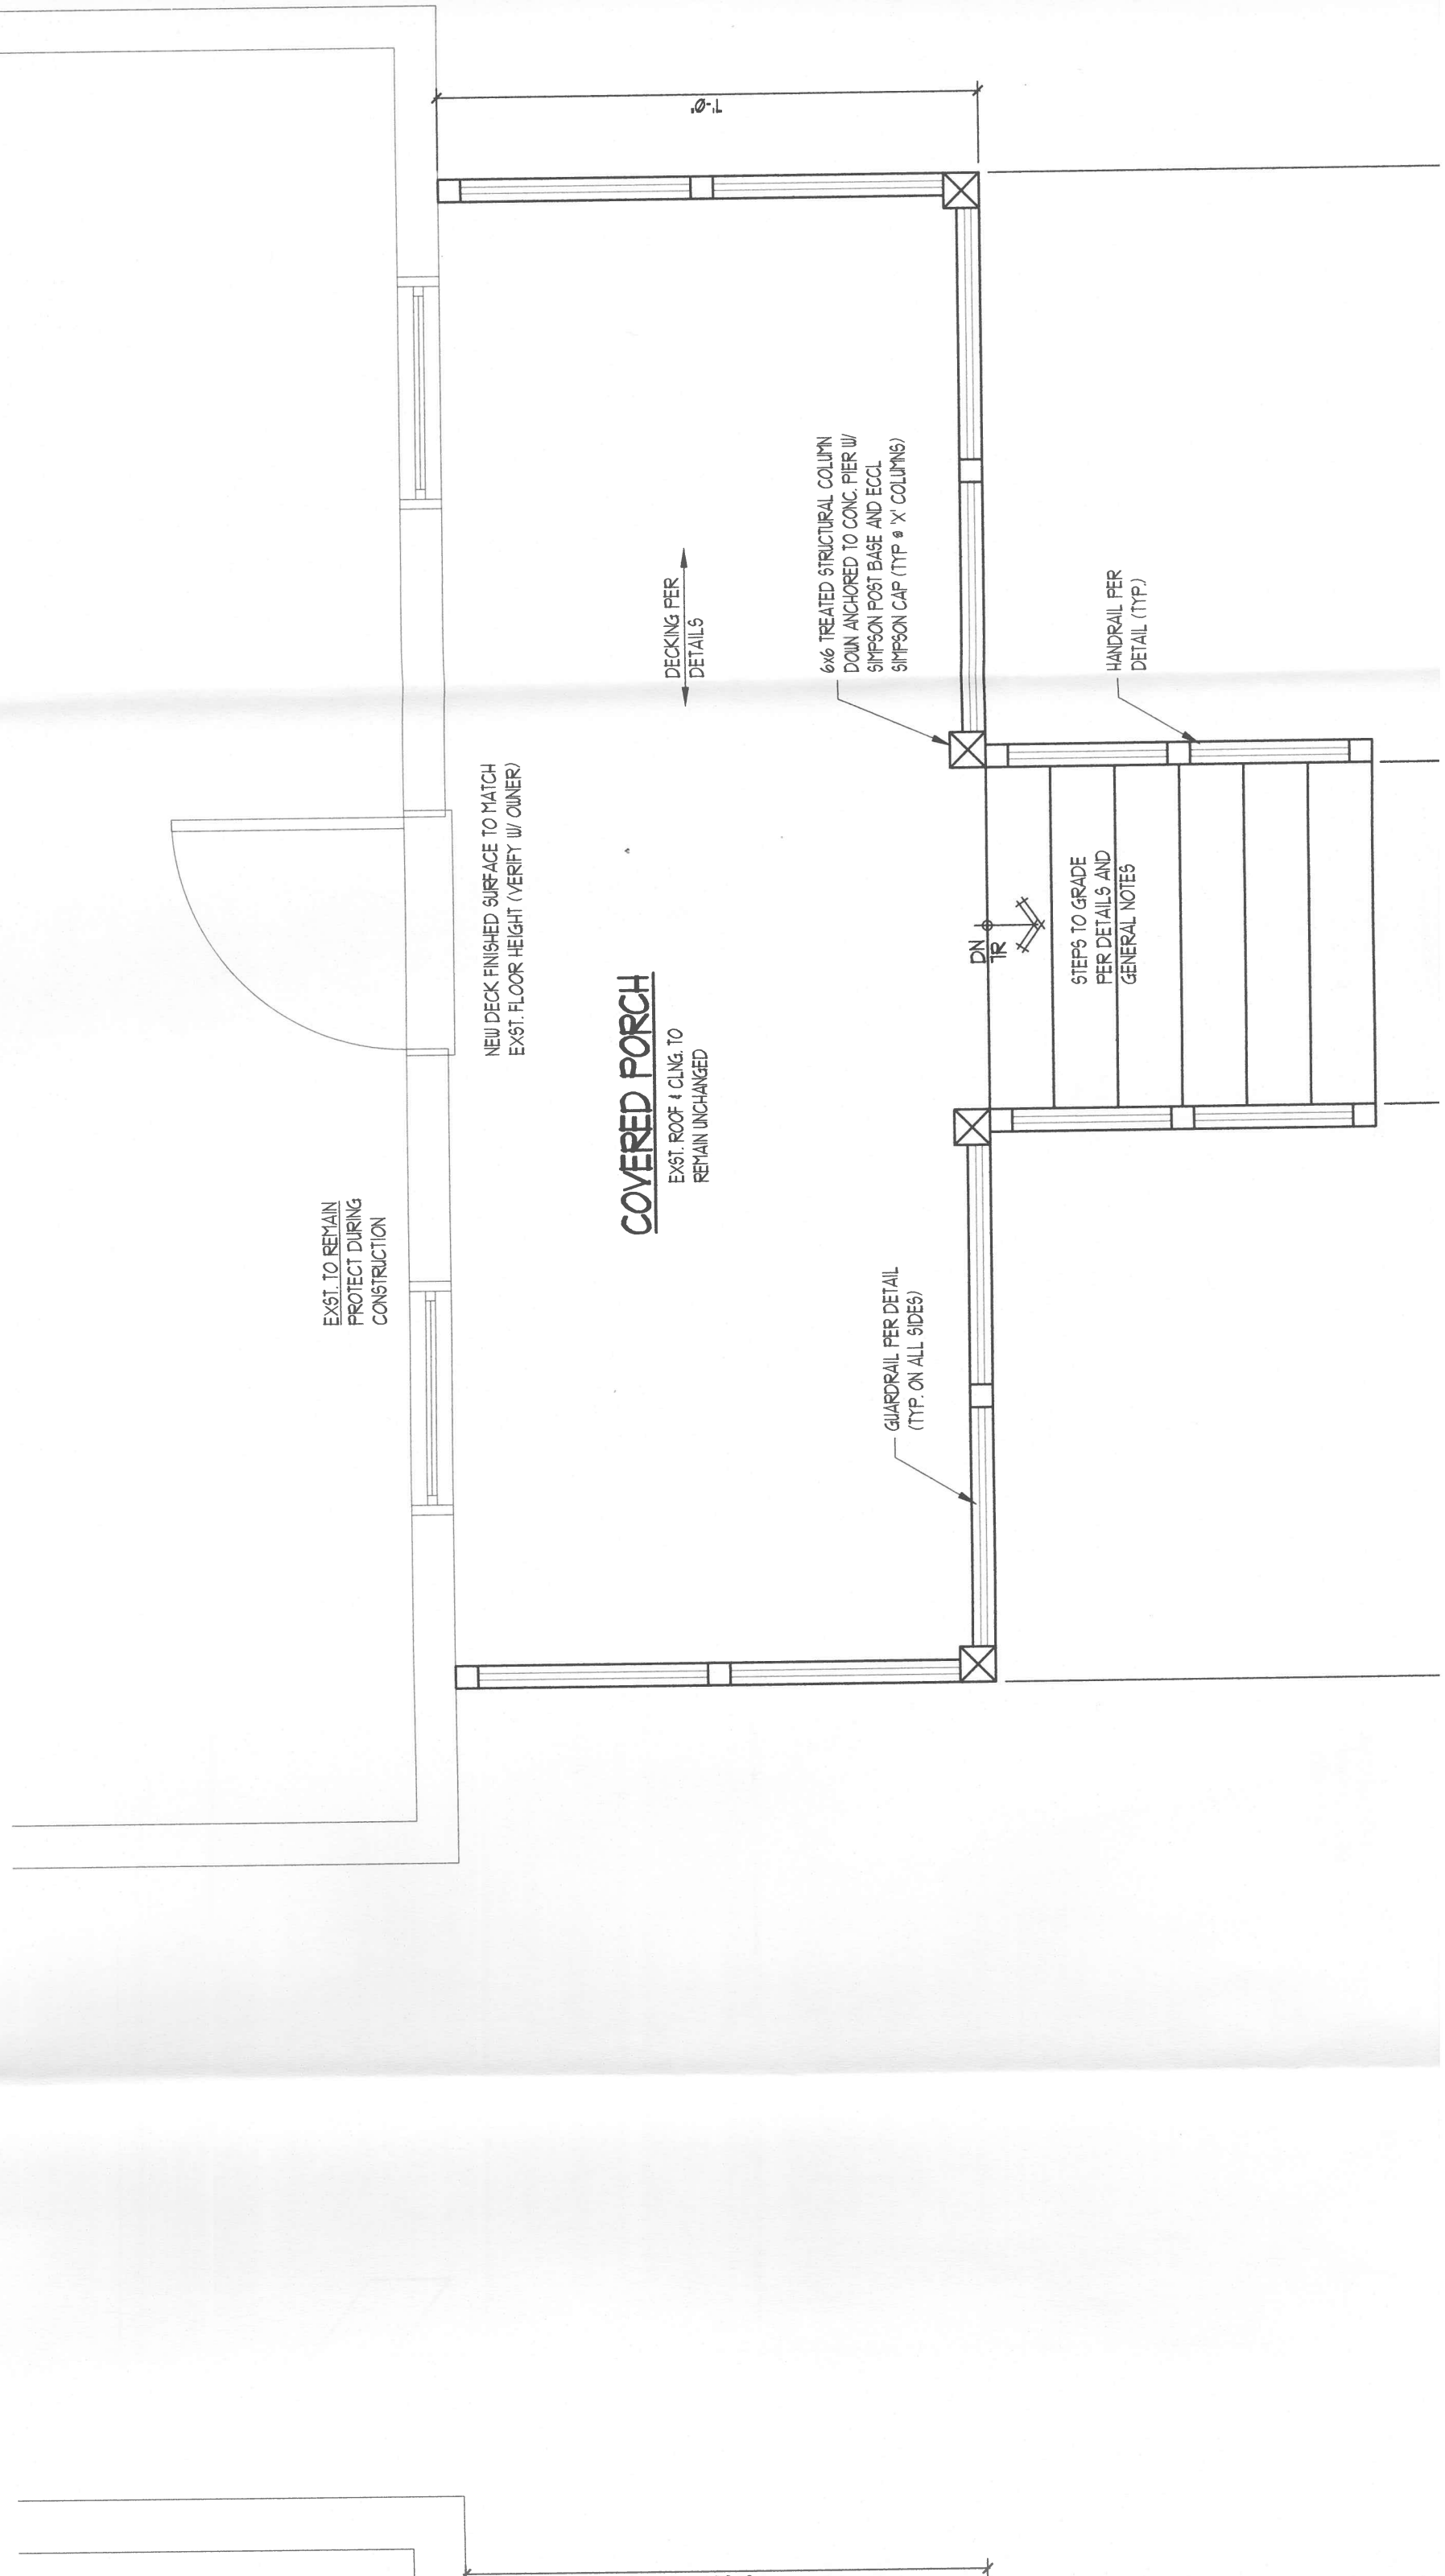 EXST. TO REMAIN
PROTECT DURING
CONSTRUCTION
NEW DECK FINISHED SURFACE TO MATCH
EXST. FLOOR HEIGHT (VERIFY W/ OWNER)
COVERED PORCH
EXST. ROOF & CLNG. TO
REMAIN UNCHANGED
DECKING PER
DETAILS
7'-0"
6x6 TREATED STRUCTURAL COLUMN
DOWN ANCHORED TO CONC. PIER W/
SIMPSON POST BASE AND ECCL
SIMPSON CAP (TYP @ 'X' COLUMNS)
GUARDRAIL PER DETAIL
(TYP. ON ALL SIDES)
DN
7R
STEPS TO GRADE
PER DETAILS AND
GENERAL NOTES
HANDRAIL PER
DETAIL (TYP.)